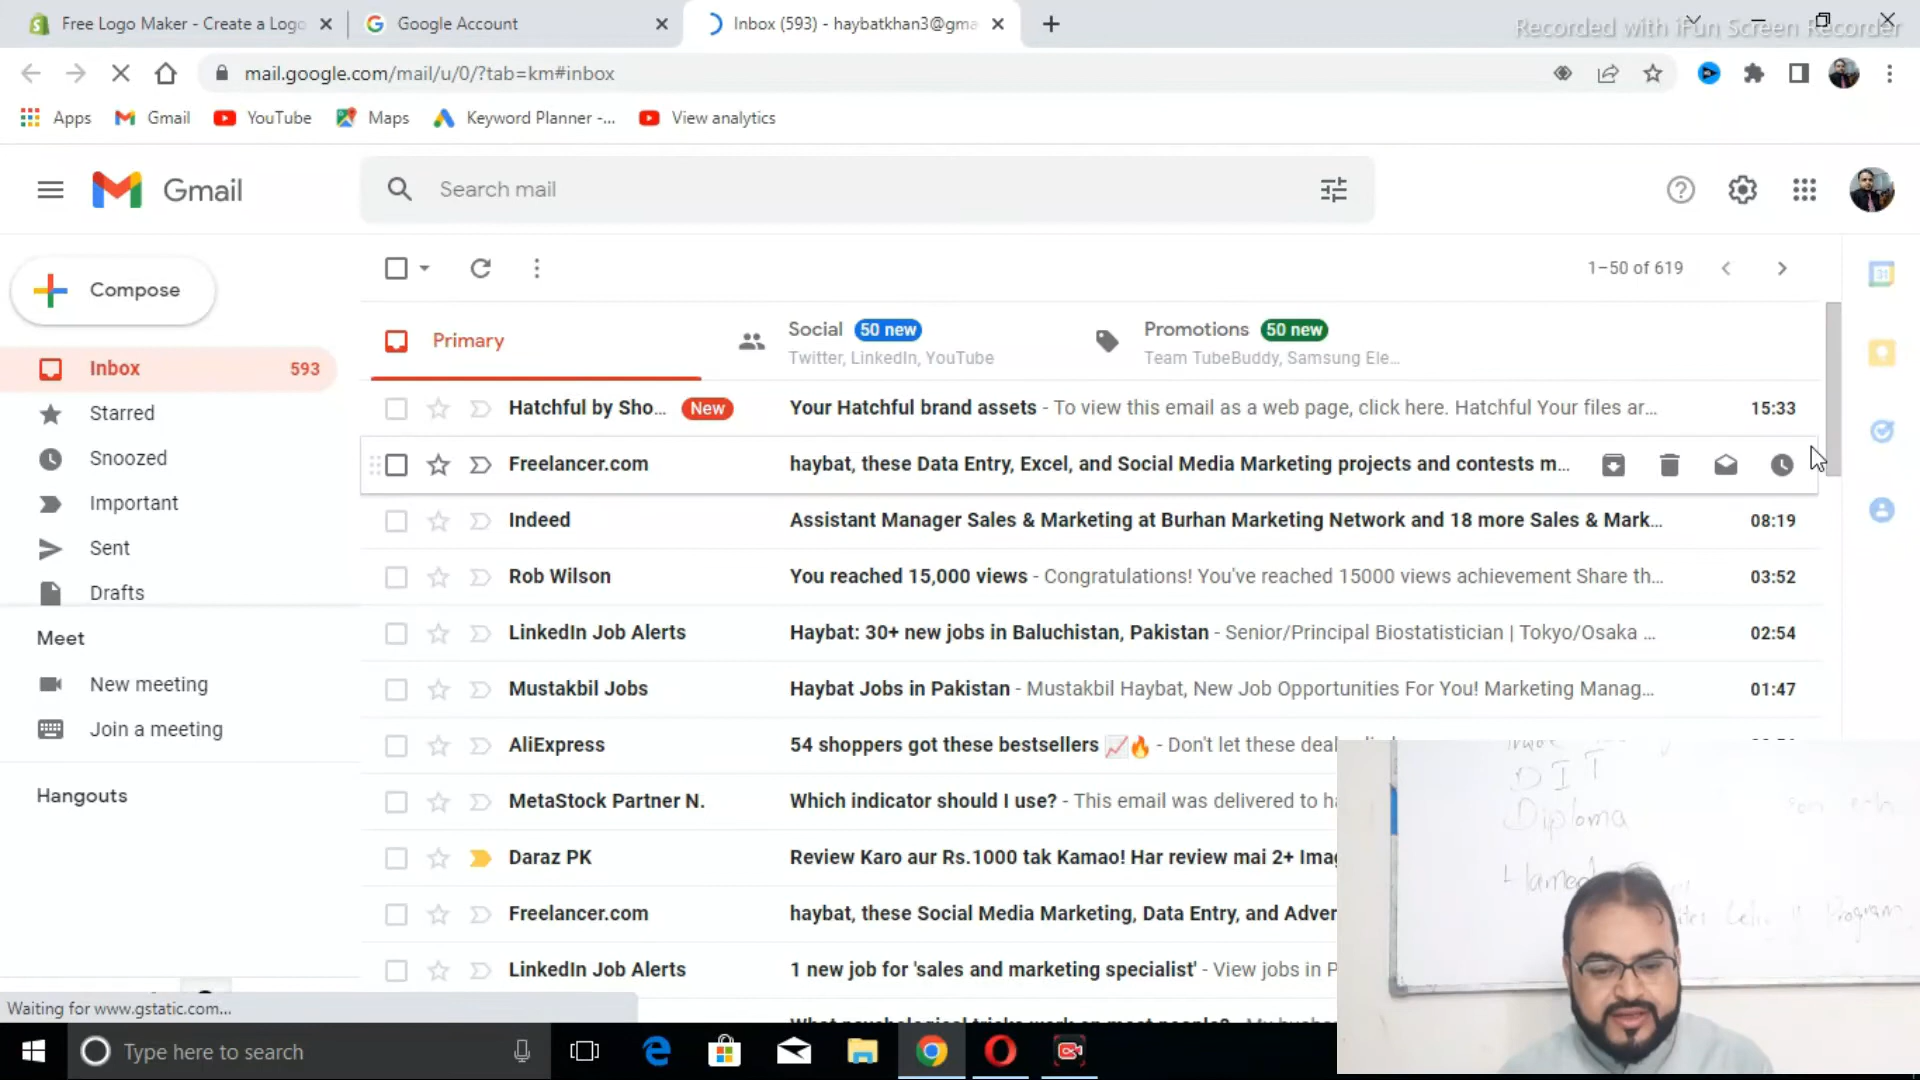 Free Logo Maker - Create a Logo
Google Account
Inbox (593) - haybatkhan3@gma
Recorded with iFun Screen Recorder
mail.google.com/mail/u/0/?tab=km#inbox
Apps
Gmail
YouTube
Maps
Keyword Planner -...
View analytics
Gmail
Search mail
Compose
1–50 of 619
Primary
Social 50 new
Twitter, LinkedIn, YouTube
Promotions 50 new
Team TubeBuddy, Samsung Ele...
Inbox 593
Starred
Snoozed
Important
Sent
Drafts
Meet
New meeting
Join a meeting
Hangouts
Hatchful by Sho... New Your Hatchful brand assets - To view this email as a web page, click here. Hatchful Your files ar... 15:33
Freelancer.com haybat, these Data Entry, Excel, and Social Media Marketing projects and contests m...
Indeed Assistant Manager Sales & Marketing at Burhan Marketing Network and 18 more Sales & Mark... 08:19
Rob Wilson You reached 15,000 views - Congratulations! You've reached 15000 views achievement Share th... 03:52
LinkedIn Job Alerts Haybat: 30+ new jobs in Baluchistan, Pakistan - Senior/Principal Biostatistician | Tokyo/Osaka ... 02:54
Mustakbil Jobs Haybat Jobs in Pakistan - Mustakbil Haybat, New Job Opportunities For You! Marketing Manag... 01:47
AliExpress 54 shoppers got these bestsellers 📈🔥 - Don't let these
MetaStock Partner N. Which indicator should I use? - This email was delivered to
Daraz PK Review Karo aur Rs.1000 tak Kamao! Har review mai 2+
Freelancer.com haybat, these Social Media Marketing, Data Entry, and
LinkedIn Job Alerts 1 new job for 'sales and marketing specialist' - View jobs in
DIT
Diploma
Program
Waiting for www.gstatic.com...
Type here to search